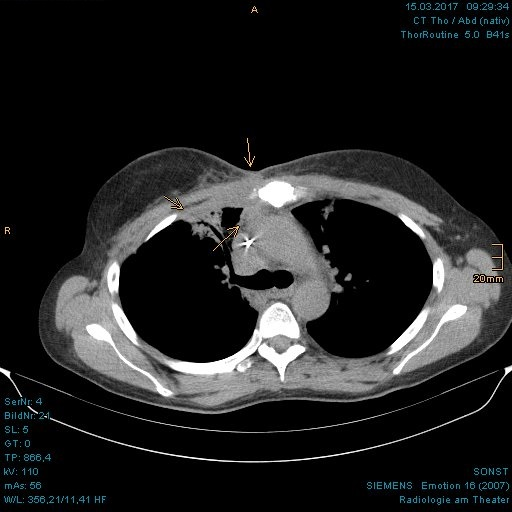 15.03.2017 09:29:34
A
CT Tho / Abd (nativ)
ThorRoutine 5.0 B41s
R
20mm
SerNr: 4
BildNr: 21
SL: 5
GT: 0
TP: 866,4
kV: 110
mAs: 56
W/L: 356,21/11,41 HF
SONST
SIEMENS Emotion 16 (2007)
Radiologie am Theater